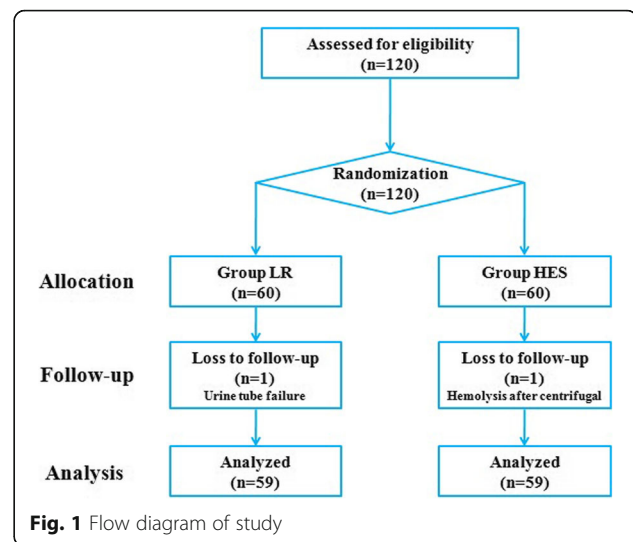 Assessed for eligibility
(n=120)
Randomization
(n=120)
Allocation
Group LR
(n=60)
Group HES
(n=60)
Follow-up
Loss to follow-up
(n=1)
Urine tube failure
Loss to follow-up
(n=1)
Hemolysis after centrifugal
Analysis
Analyzed
(n=59)
Analyzed
(n=59)
Fig. 1 Flow diagram of study